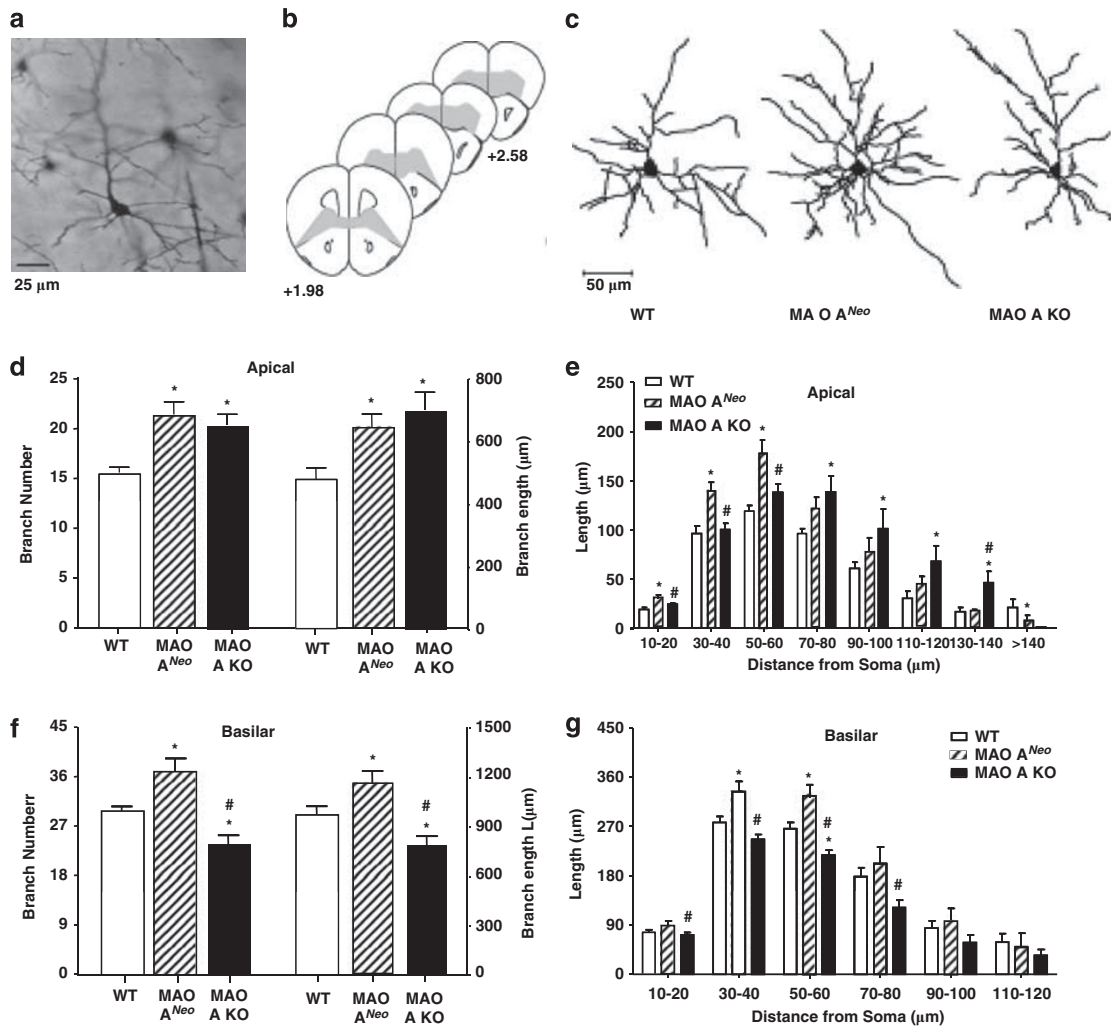 a
25 μm
b
+2.58
+1.98
c
50 μm
WT
MA O A^Neo
MAO A KO
d
Apical
25
20
15
10
5
0
Branch Number
800
600
400
200
0
Branch ength (μm)
* * * *
WT
MAO A^Neo
MAO A KO
WT
MAO A^Neo
MAO A KO
e
Apical
WT
MAO A^Neo
MAO A KO
250
200
150
100
50
0
Length (μm)
* # * # * # * * * # * *
10-20 30-40 50-60 70-80 90-100 110-120 130-140 >140
Distance from Soma (μm)
f
Basilar
45
36
27
18
9
0
Branch Numberr
1500
1200
900
600
300
0
Branch ength L(μm)
* # * * # *
WT
MAO A^Neo
MAO A KO
WT
MAO A^Neo
MAO A KO
g
Basilar
WT
MAO A^Neo
MAO A KO
450
360
270
180
90
0
Length (μm)
# * # * # * #
10-20 30-40 50-60 70-80 90-100 110-120
Distance from Soma (μm)